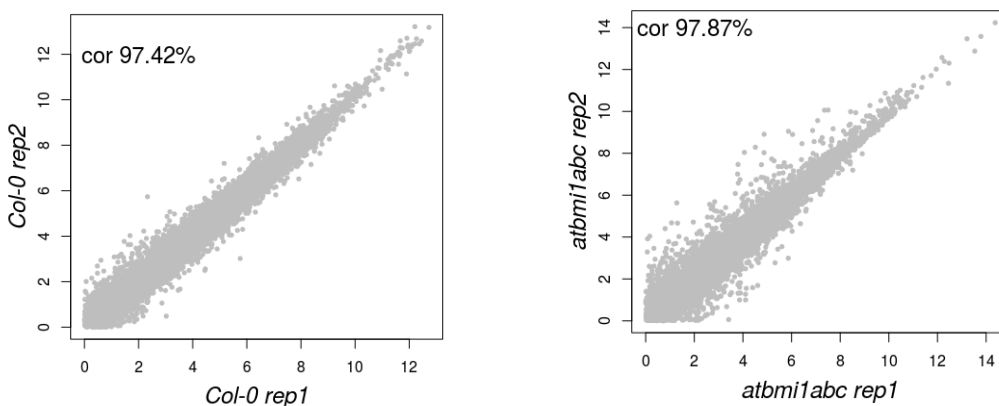 cor 97.42%
Col-0 rep2
12
10
8
6
4
2
0
0 2 4 6 8 10 12
Col-0 rep1
cor 97.87%
atbmi1abc rep2
14
12
10
8
6
4
2
0
0 2 4 6 8 10 12 14
atbmi1abc rep1